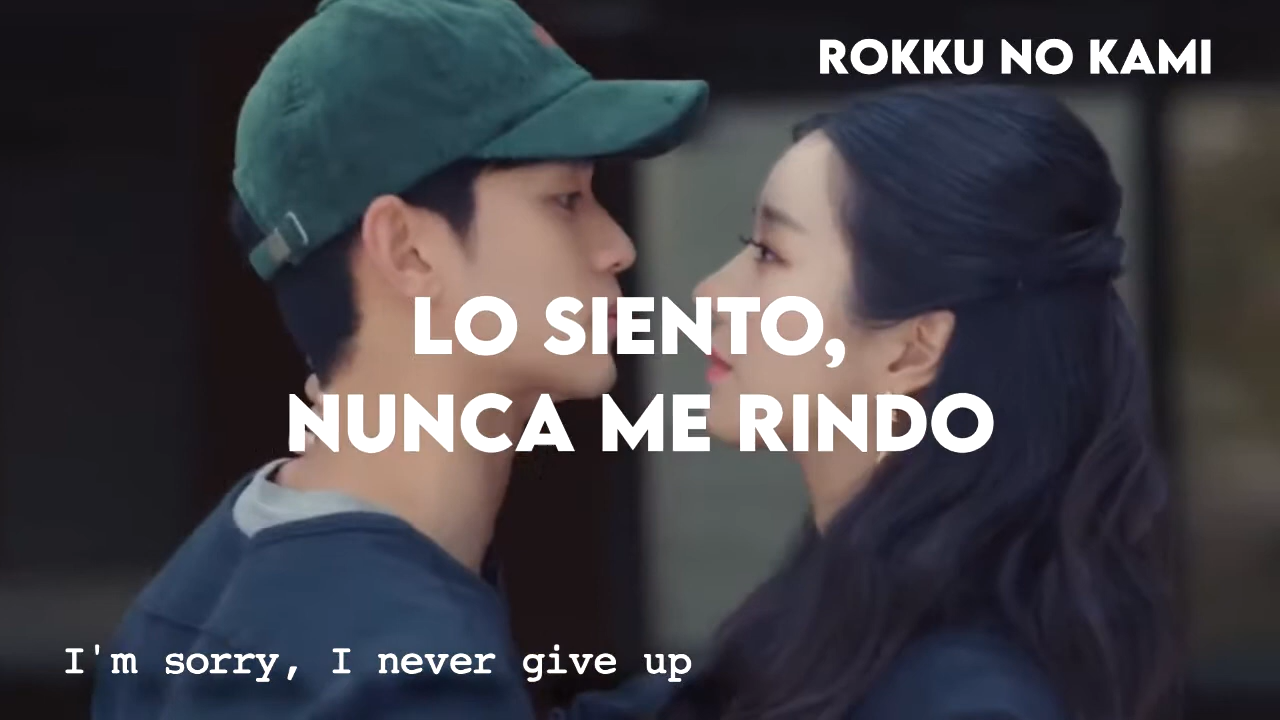 ROKKU NO KAMI
LO SIENTO,
NUNCA ME RINDO
I'm sorry, I never give up